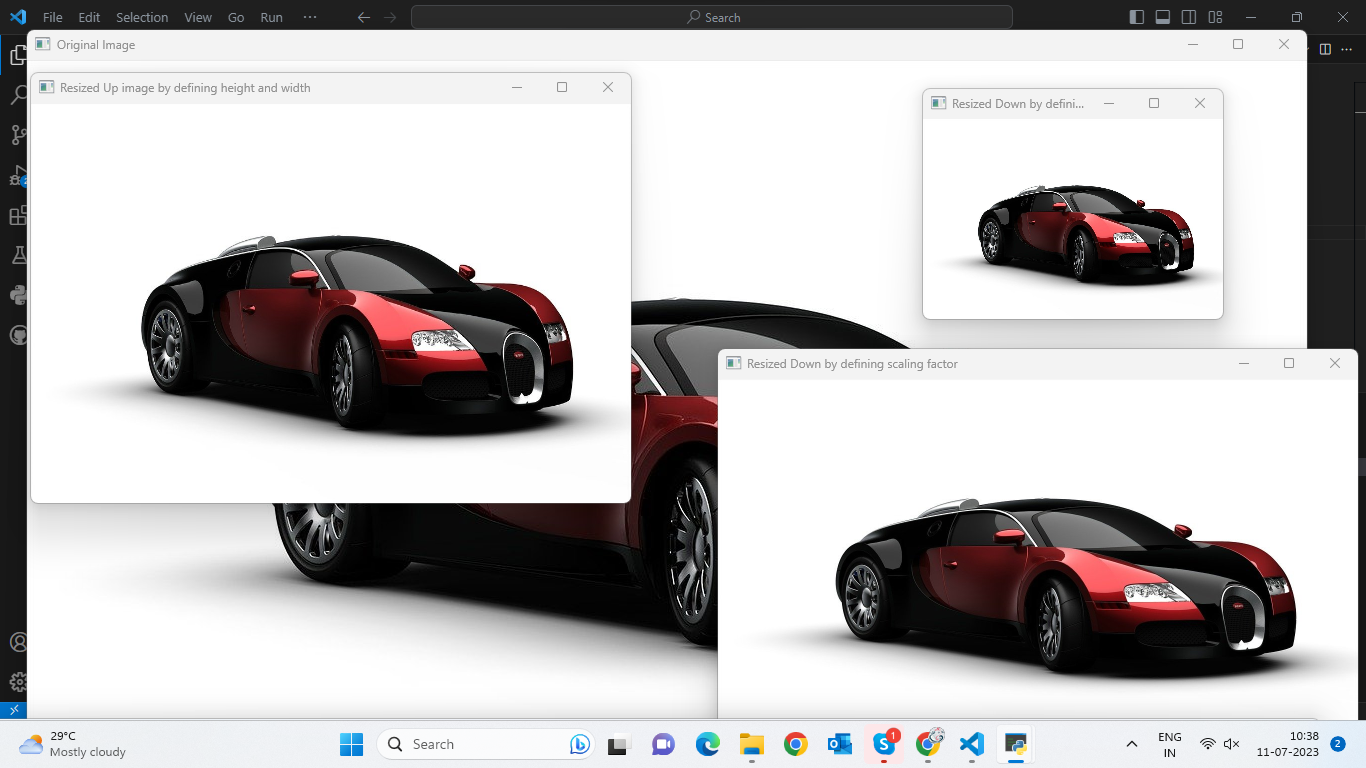 File Edit Selection View Go Run ··· Search
Original Image
Resized Up image by defining height and width
Resized Down by defini...
Resized Down by defining scaling factor
29°C
Mostly cloudy
Search
1
ENG
IN
10:38
11-07-2023
2